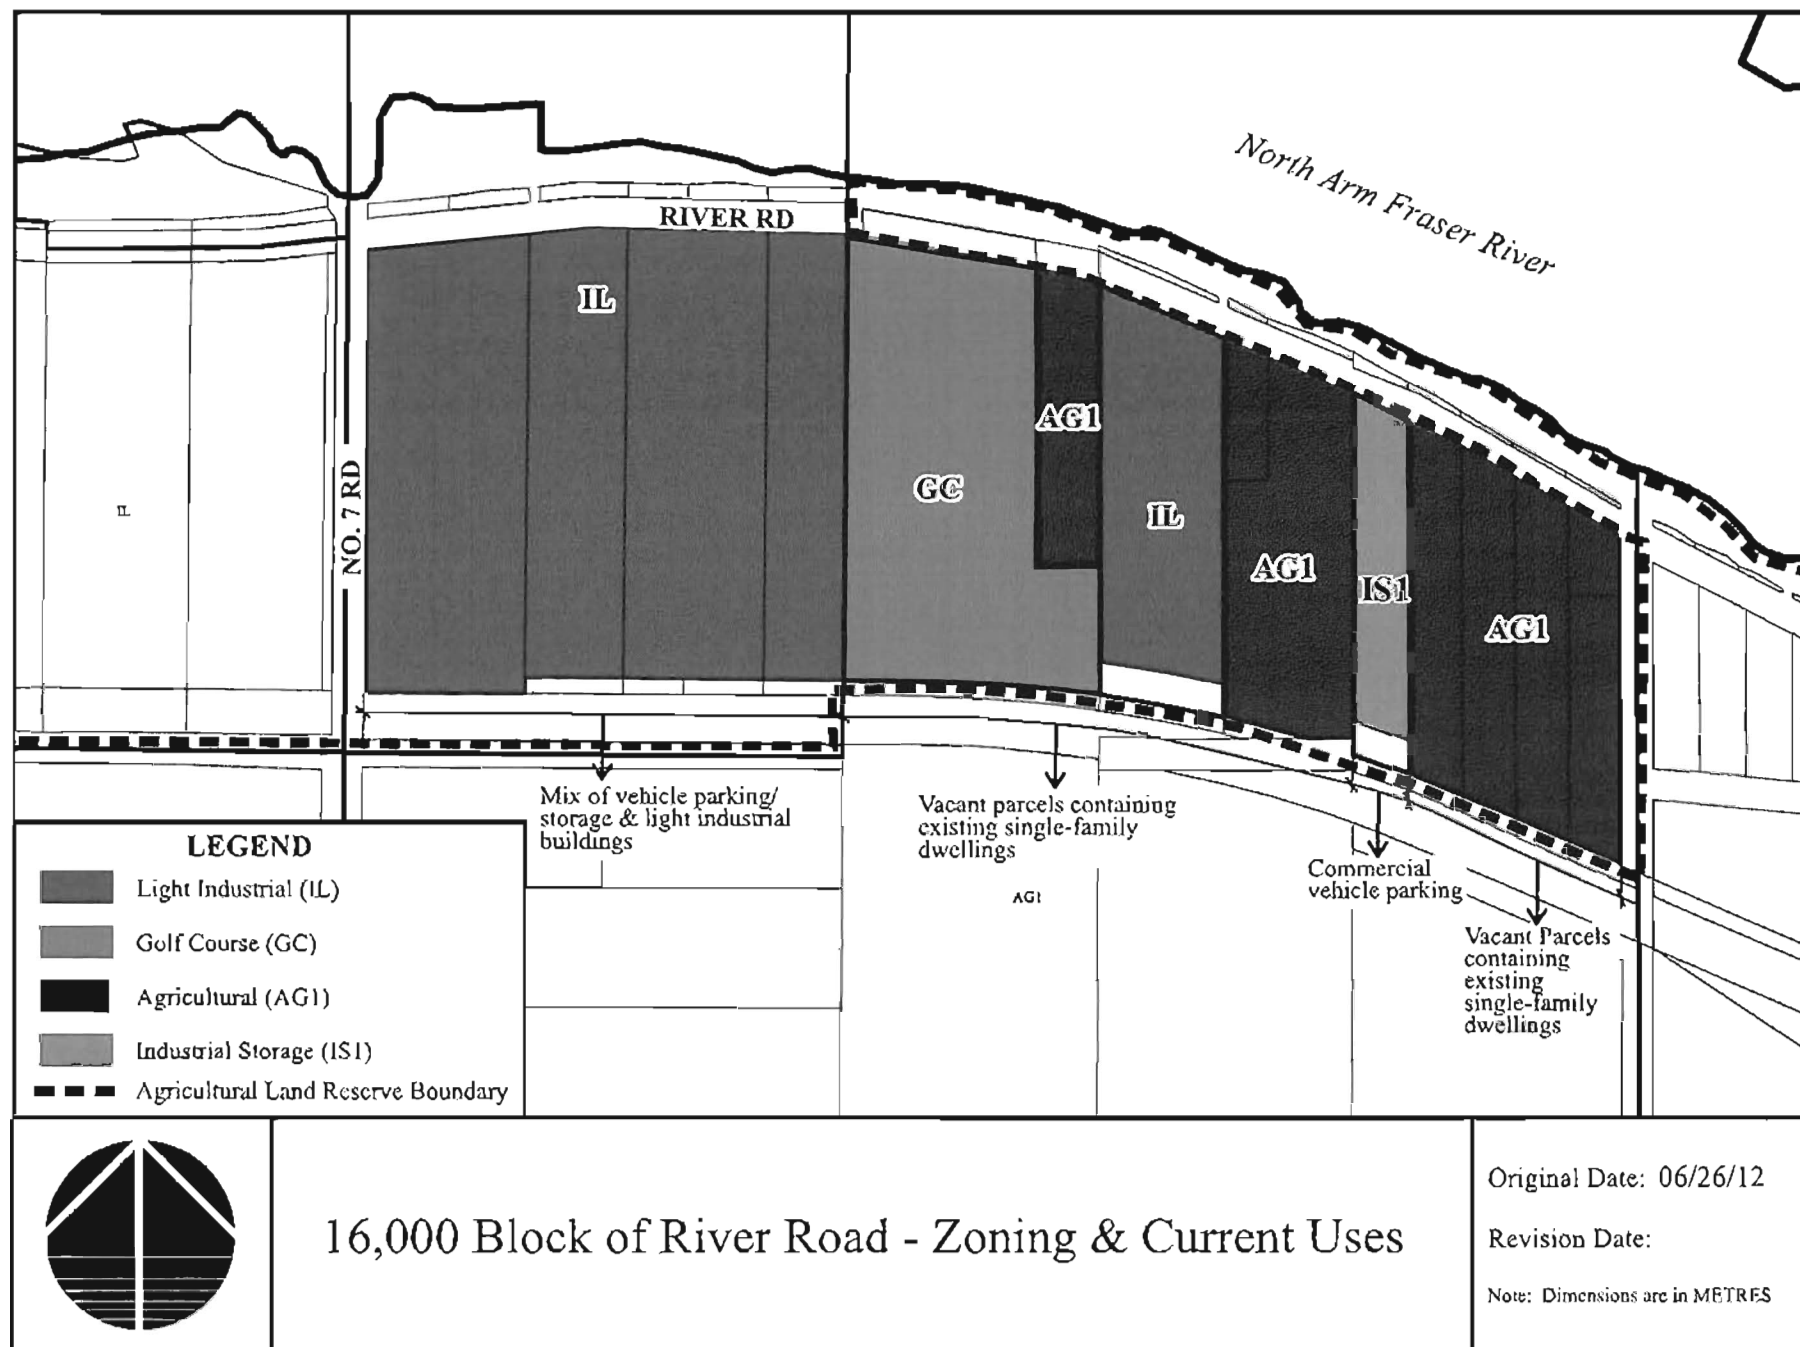 North Arm Fraser River
RIVER RD
IL
AG1
GC
IL
NO. 7 RD
IL
AG1
IS1
AG1
Mix of vehicle parking/
storage & light industrial
buildings
Vacant parcels containing
existing single-family
dwellings
AG1
Commercial
vehicle parking
Vacant Parcels
containing
existing
single-family
dwellings
LEGEND
Light Industrial (IL)
Golf Course (GC)
Agricultural (AG1)
Industrial Storage (IS1)
Agricultural Land Reserve Boundary
16,000 Block of River Road - Zoning & Current Uses
Original Date: 06/26/12
Revision Date:
Note: Dimensions are in METRES